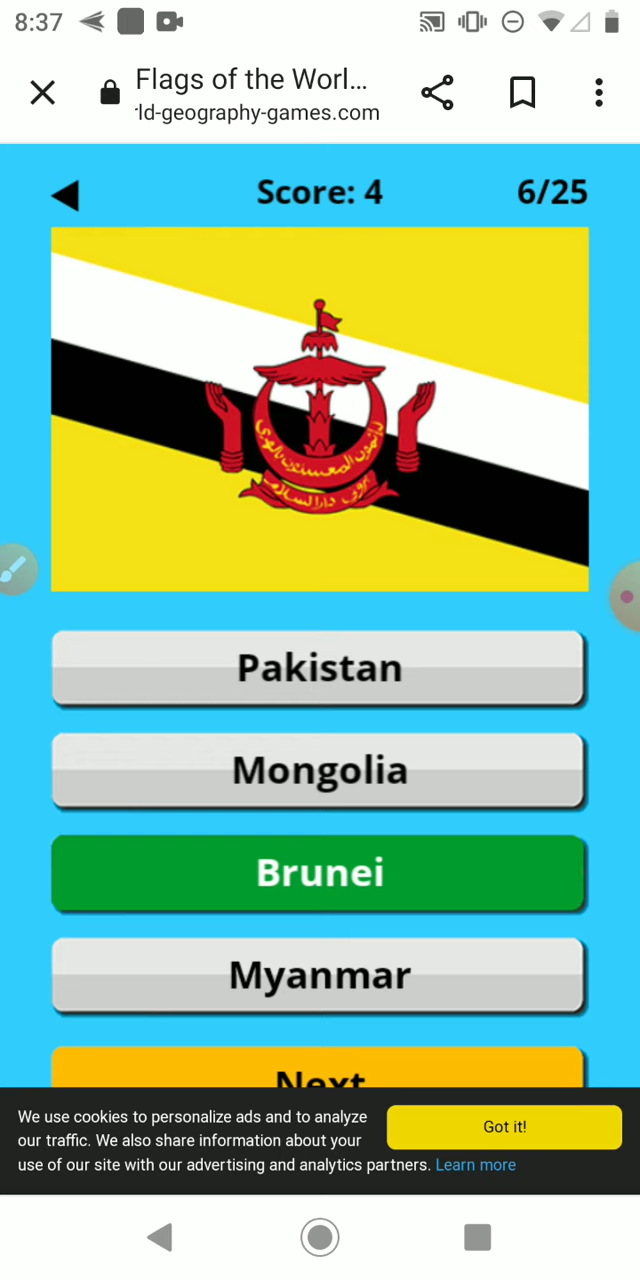 8:37
Flags of the Worl...
rld-geography-games.com
Score: 4
6/25
Pakistan
Mongolia
Brunei
Myanmar
Next
We use cookies to personalize ads and to analyze
our traffic. We also share information about your
use of our site with our advertising and analytics partners. Learn more
Got it!